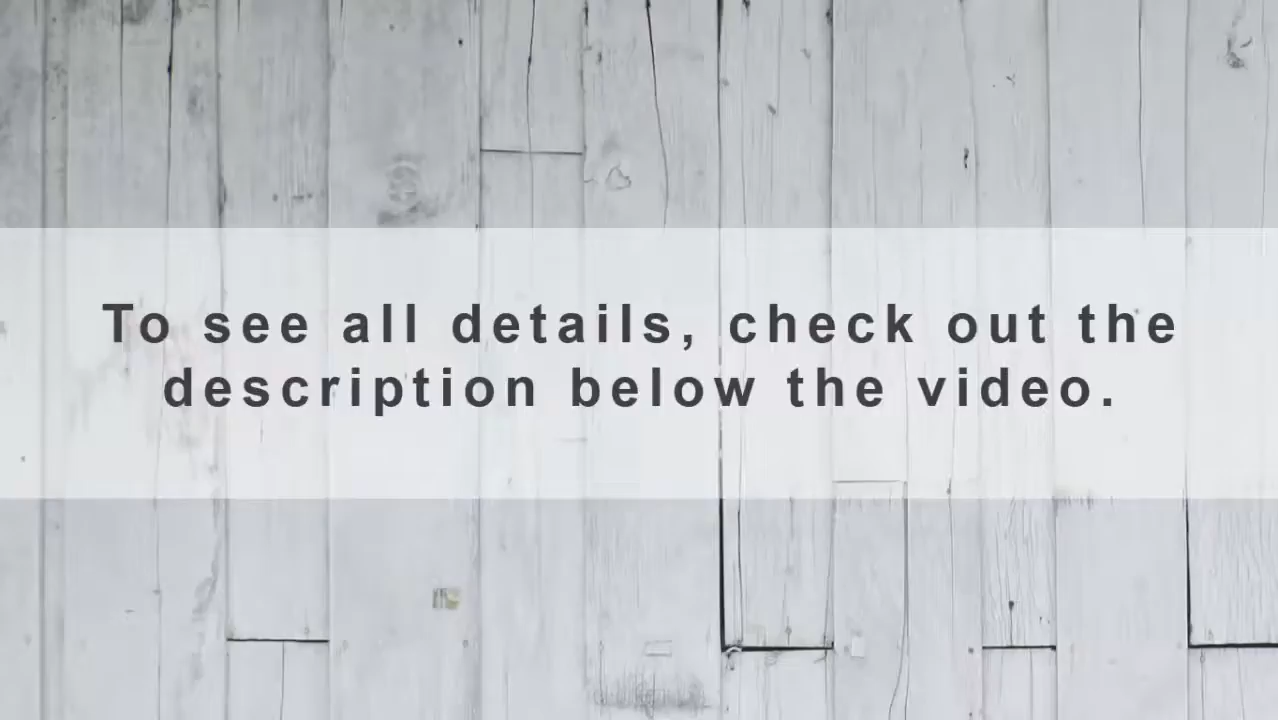 To see all details, check out the
description below the video.